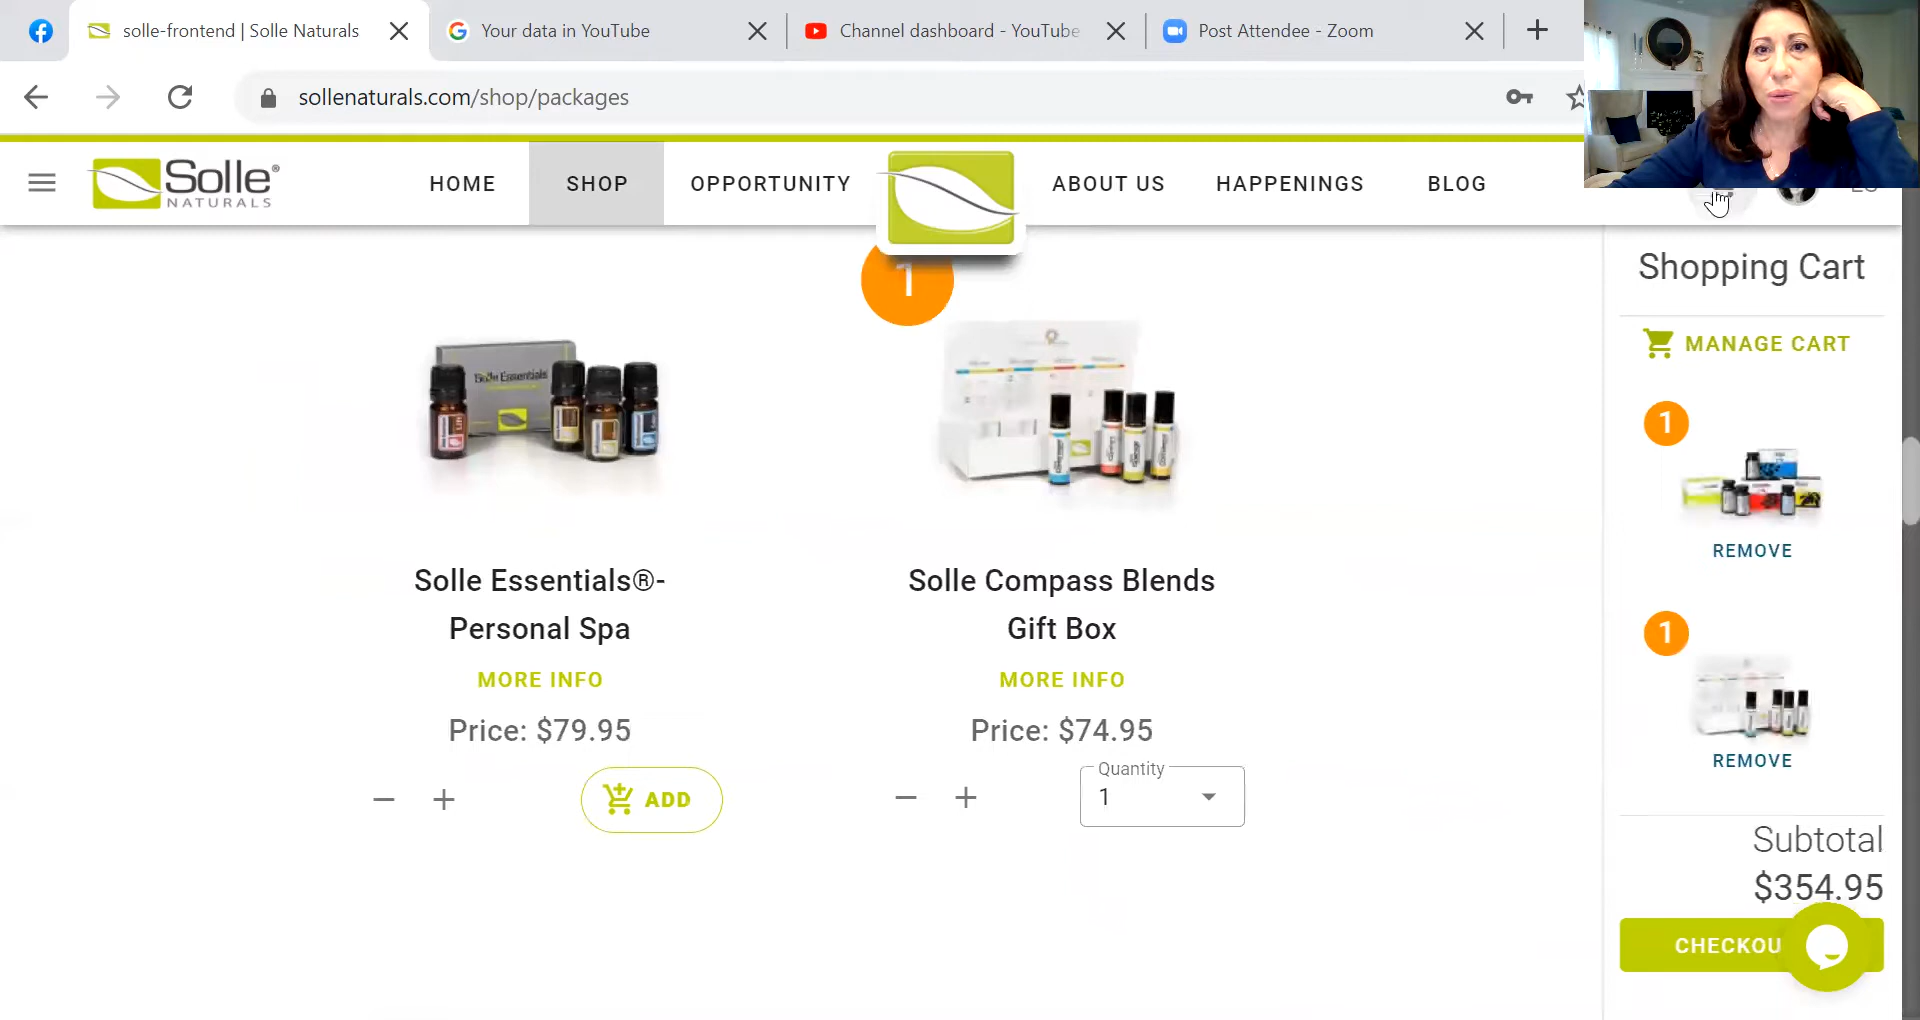 solle-frontend | Solle Naturals
Your data in YouTube
Channel dashboard - YouTube
Post Attendee - Zoom
sollenaturals.com/shop/packages
Solle®
NATURALS
HOME
SHOP
OPPORTUNITY
ABOUT US
HAPPENINGS
BLOG
1
Solle Essentials
Solle Essentials®-
Personal Spa
MORE INFO
Price: $79.95
ADD
Solle Compass Blends
Gift Box
MORE INFO
Price: $74.95
Quantity
1
Shopping Cart
MANAGE CART
1
REMOVE
1
REMOVE
Subtotal
$354.95
CHECKOU